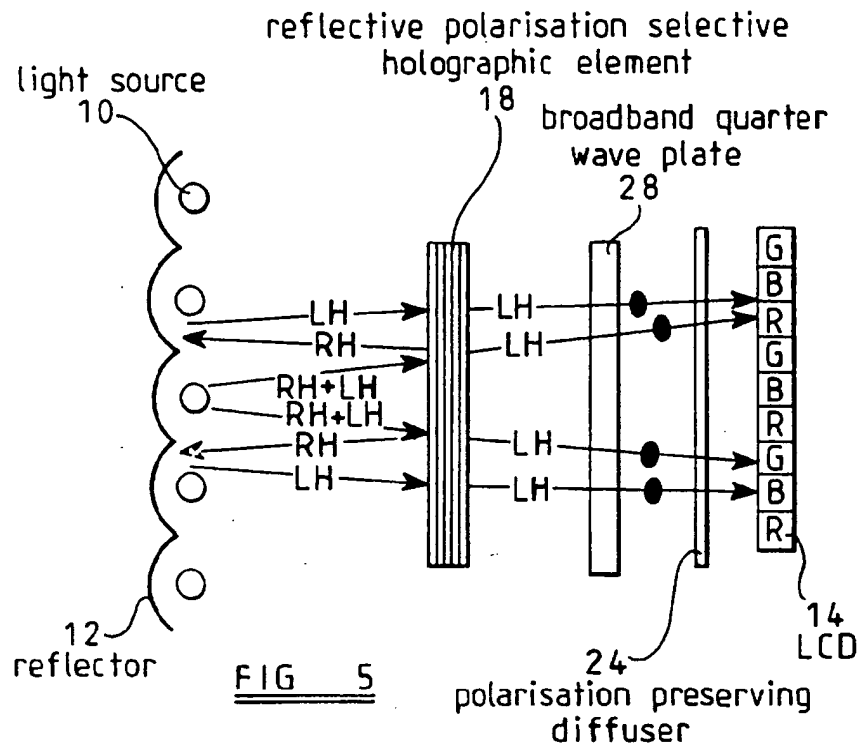 reflective polarisation selective
holographic element
18
light source
10
broadband quarter
wave plate
28
G
B
R
G
B
R
G
B
R
LH
LH
RH
LH
RH+LH
RH+LH
RH
LH
LH
LH
12
reflector
FIG 5
24
polarisation preserving
diffuser
14
LCD